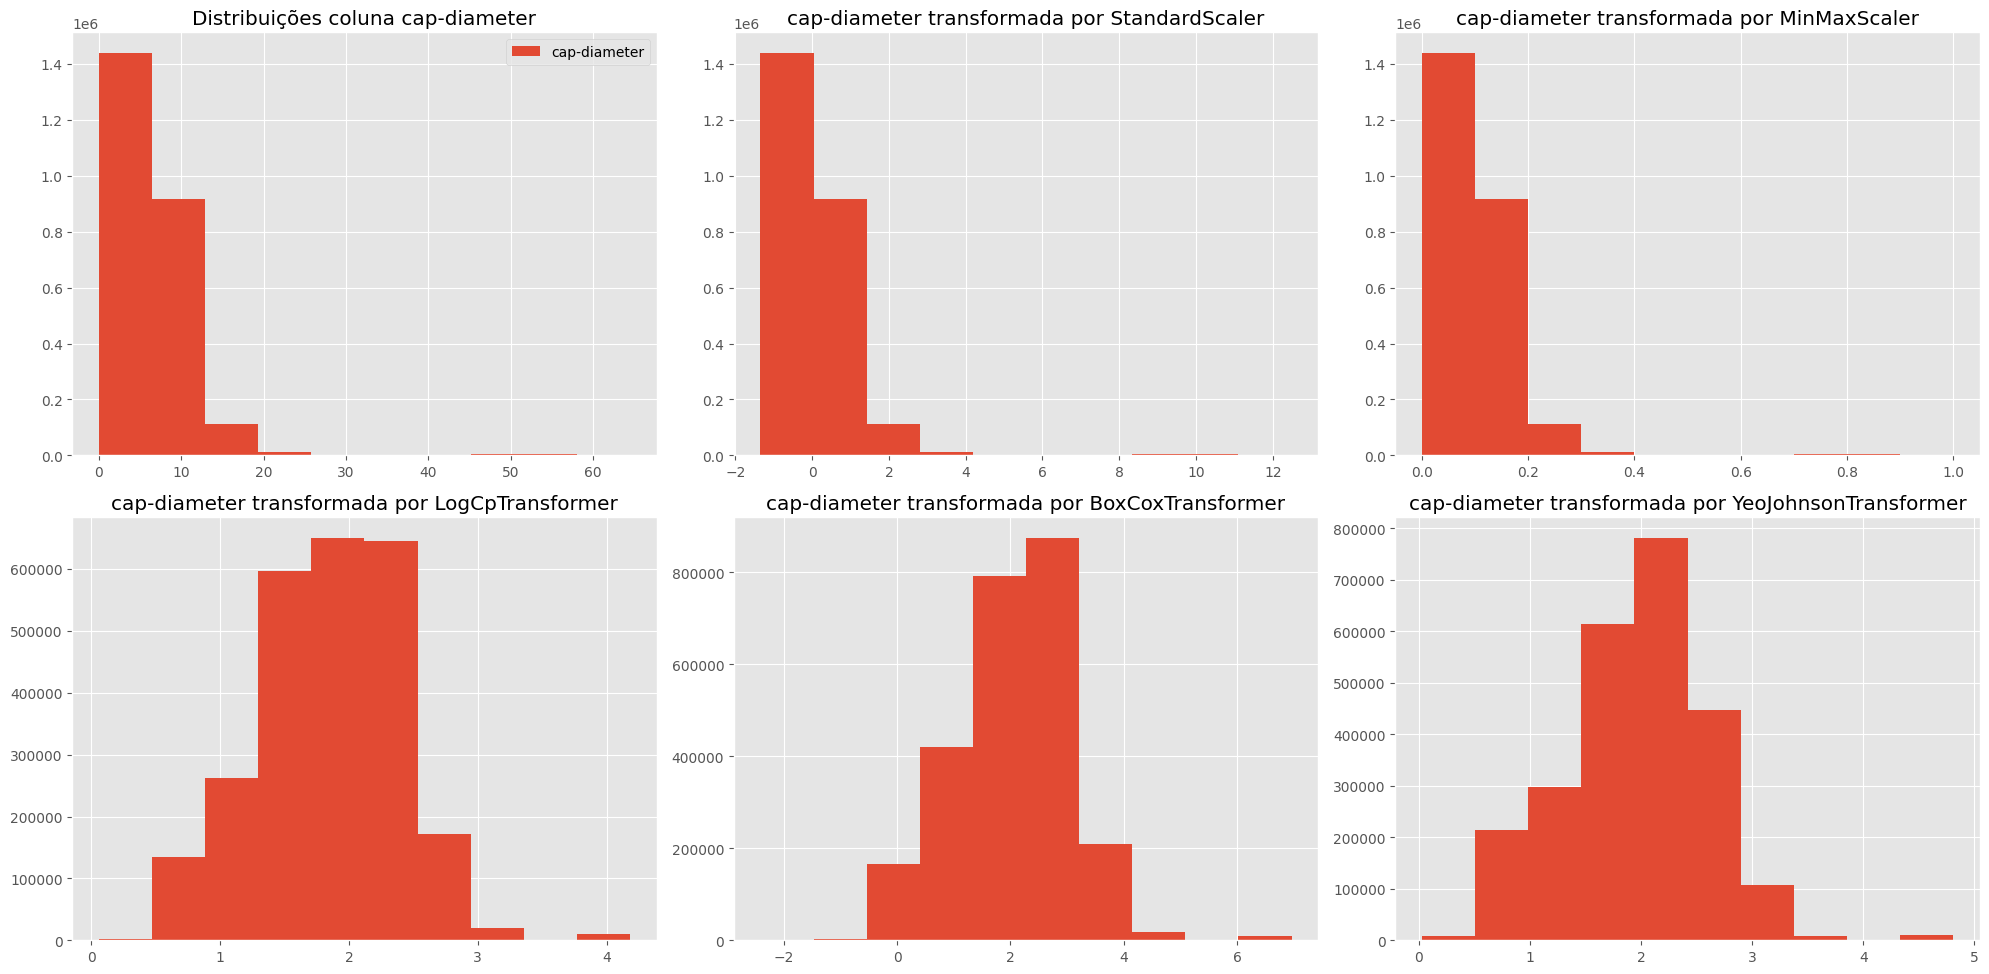 Distribuições coluna cap-diameter
1e6
cap-diameter
1.4
1.2
1.0
0.8
0.6
0.4
0.2
0.0
0 10 20 30 40 50 60
cap-diameter transformada por StandardScaler
1e6
1.4
1.2
1.0
0.8
0.6
0.4
0.2
0.0
−2 0 2 4 6 8 10 12
cap-diameter transformada por MinMaxScaler
1e6
1.4
1.2
1.0
0.8
0.6
0.4
0.2
0.0
0.0 0.2 0.4 0.6 0.8 1.0
cap-diameter transformada por LogCpTransformer
600000
500000
400000
300000
200000
100000
0
0 1 2 3 4
cap-diameter transformada por BoxCoxTransformer
800000
600000
400000
200000
0
−2 0 2 4 6
cap-diameter transformada por YeoJohnsonTransformer
800000
700000
600000
500000
400000
300000
200000
100000
0
0 1 2 3 4 5